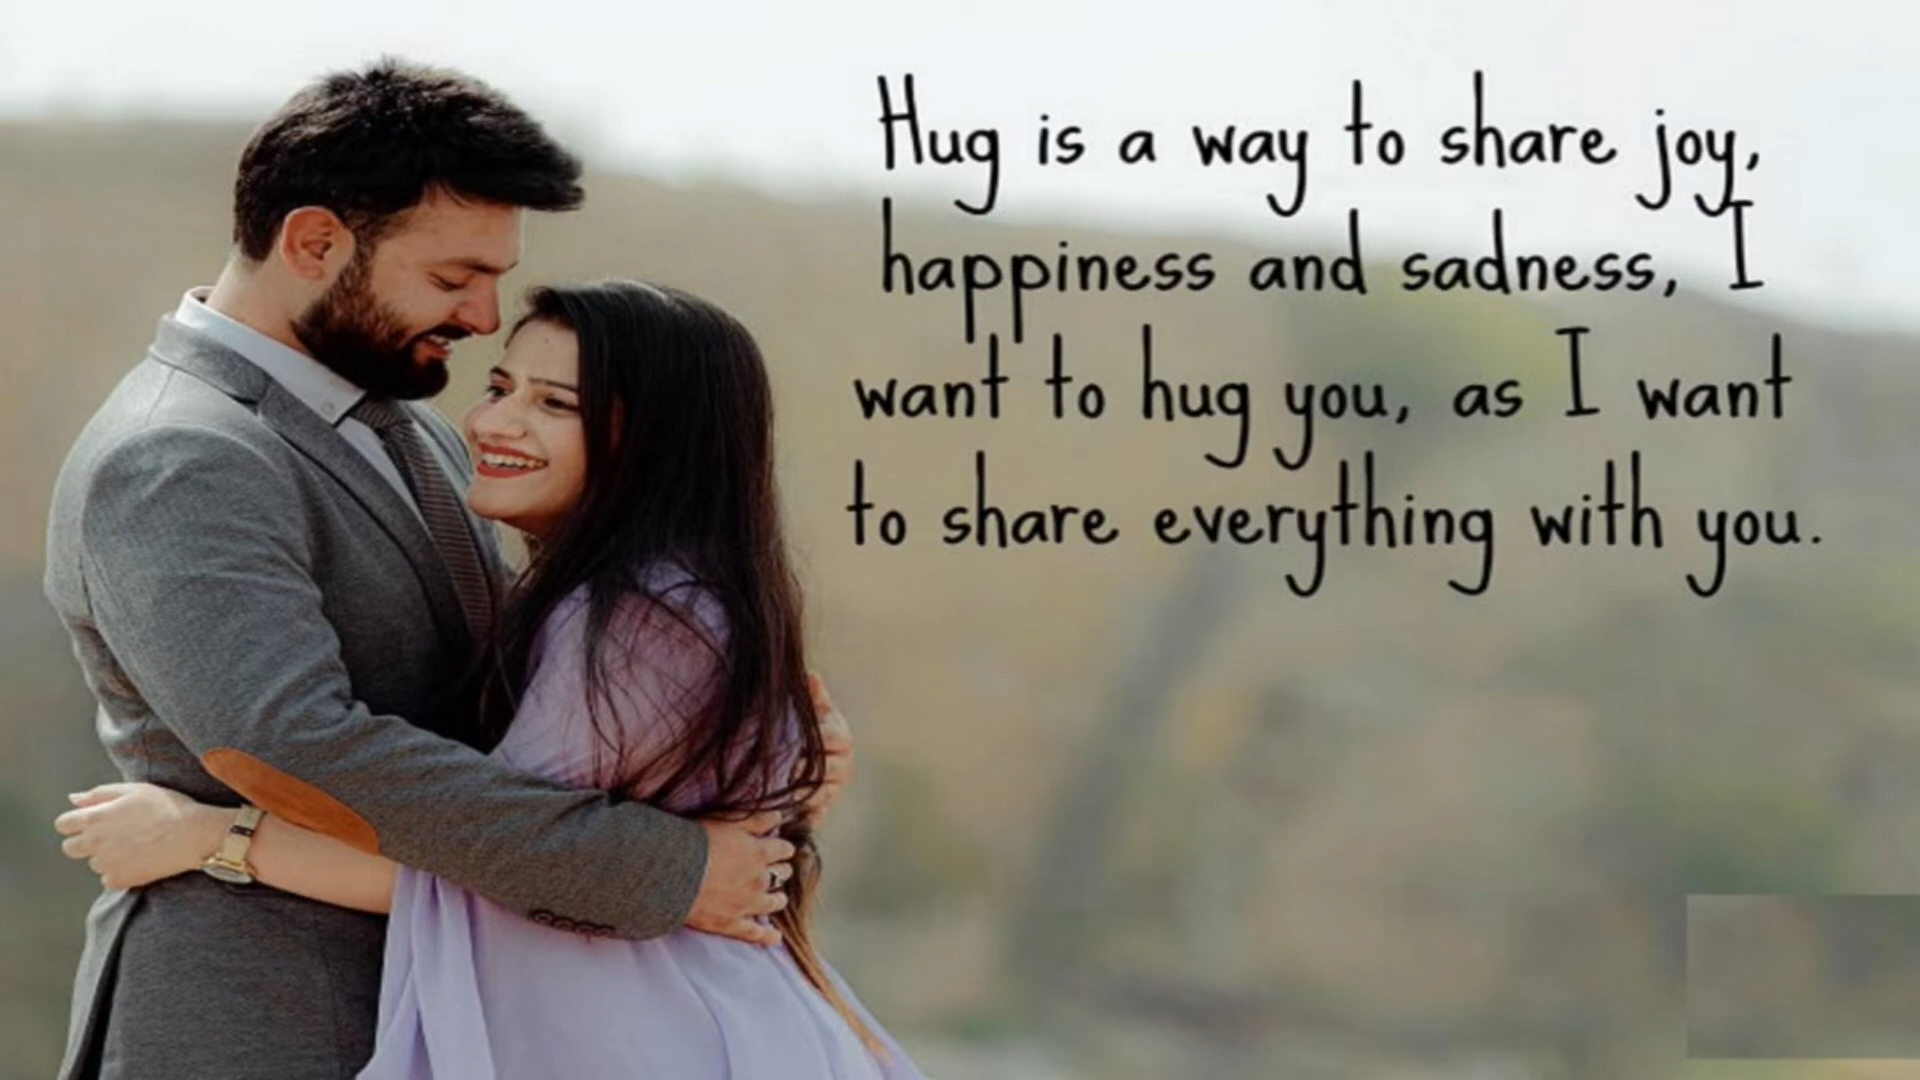 Hug is a way to share joy,
happiness and sadness, I
want to hug you, as I want
to share everything with you.